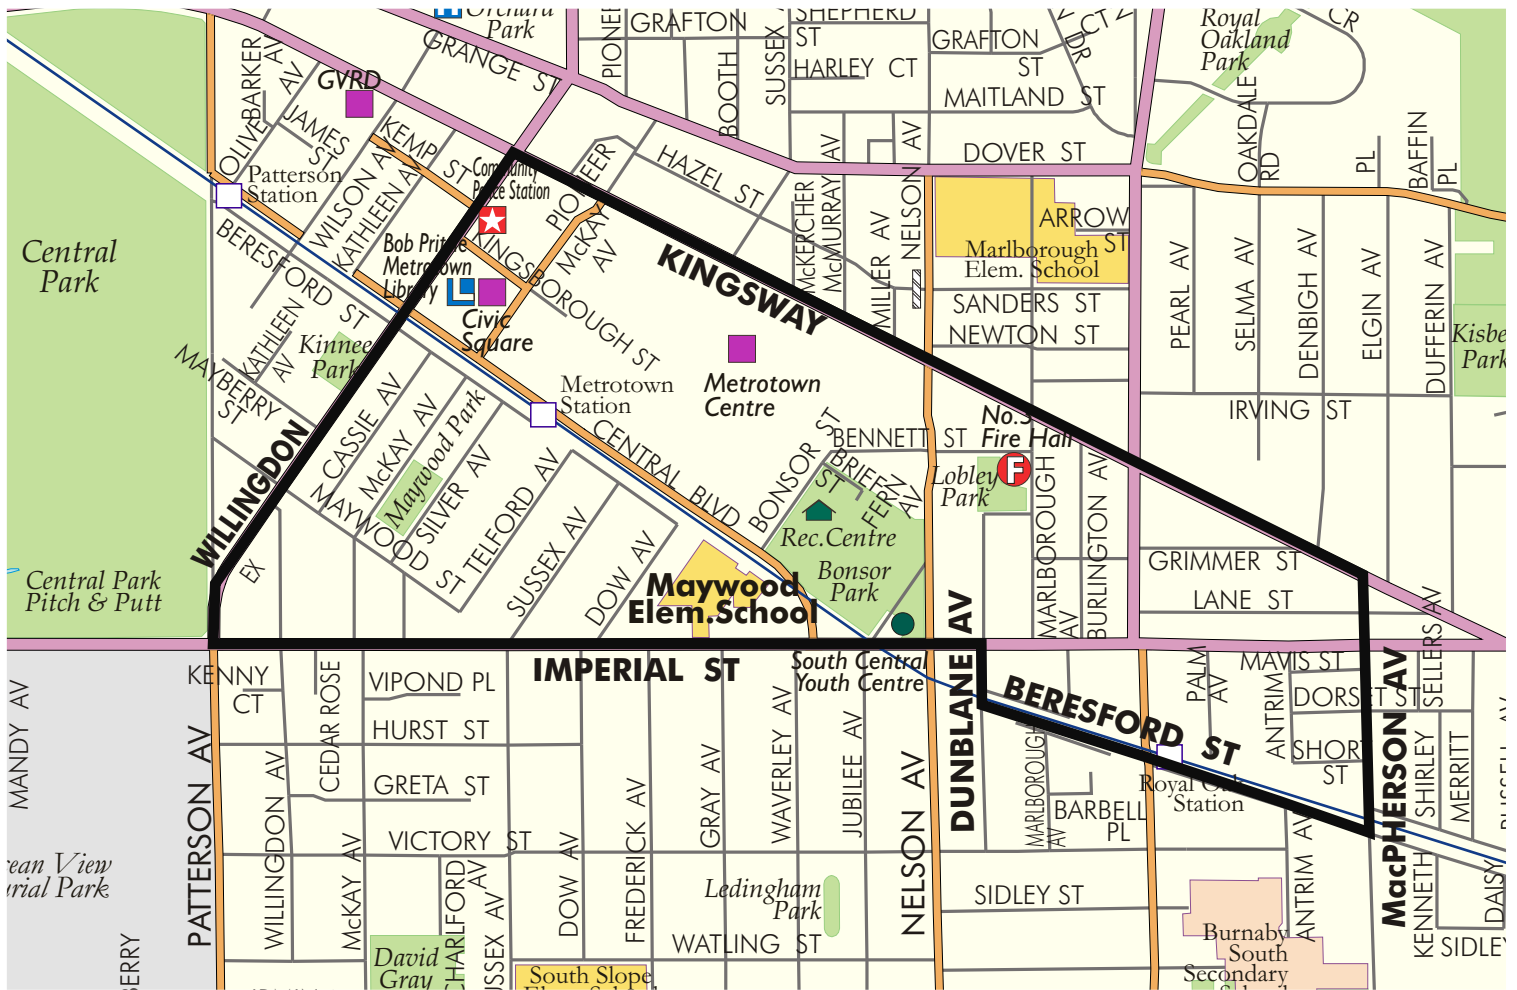 Orchard
Park
GRAFTON
SHEPHERD
ST
HARLEY CT
GRAFTON
ST
MAITLAND ST
DOVER ST
CT
DR
CR
Royal
Oakland
Park
OAKDALE
RD
PL
BAFFIN
PL
BARKER
AV
AV
OLIVE
JAMES
ST
GVRD
GRANGE ST
BOOTH
SUSSEX
KEMP
ST
WILSON AV
KATHLEEN AV
Patterson
Station
Community
Police Station
PIONEER
HAZEL ST
McKERCHER
McMURRAY AV
MILLER AV
NELSON AV
ARROW
ST
Marlborough
Elem. School
SANDERS ST
NEWTON ST
PEARL AV
SELMA AV
DENBIGH AV
ELGIN AV
DUFFERIN AV
IRVING ST
Central
Park
BERESFORD ST
Bob Prittie
Metrotown
Library
KINGSBOROUGH ST
McKAY
AV
Civic
Square
KINGSWAY
Metrotown
Centre
Metrotown
Station
KATHLEEN
AV
Kinnee
Park
MAYBERRY
ST
WILLINGDON
CASSIE AV
McKAY AV
Maywood Park
SILVER AV
MAYWOOD ST
TELFORD AV
SUSSEX AV
DOW AV
CENTRAL BLVD
BONSOR ST
BENNETT ST
BRIEF
ST
FERN
AV
Rec.Centre
Bonsor
Park
Lobley
Park
Fire Hall
F
MARLBOROUGH
AV
BURLINGTON AV
GRIMMER ST
LANE ST
SELLERS AV
Central Park
Pitch & Putt
EX
Maywood
Elem.School
IMPERIAL ST
South Central
Youth Centre
DUNBLANE AV
BERESFORD ST
Royal Oak
Station
KENNY
CT
CEDAR ROSE
VIPOND PL
HURST ST
GRETA ST
VICTORY ST
MANDY AV
PATTERSON AV
WILLINGDON AV
McKAY AV
DOW AV
FREDERICK AV
GRAY AV
WAVERLEY AV
JUBILEE AV
NELSON AV
MARLBOROUGH
AV
BARBELL
PL
PALM
AV
ANTRIM
MAVIS ST
DORSET ST
SHORT
ST
MacPHERSON AV
SHIRLEY
MERRITT
ANTRIM AV
KENNETH
DAISY
SIDLEY
SIDLEY ST
Ledingham
Park
WATLING ST
David
Gray
South Slope
Burnaby
South
Secondary